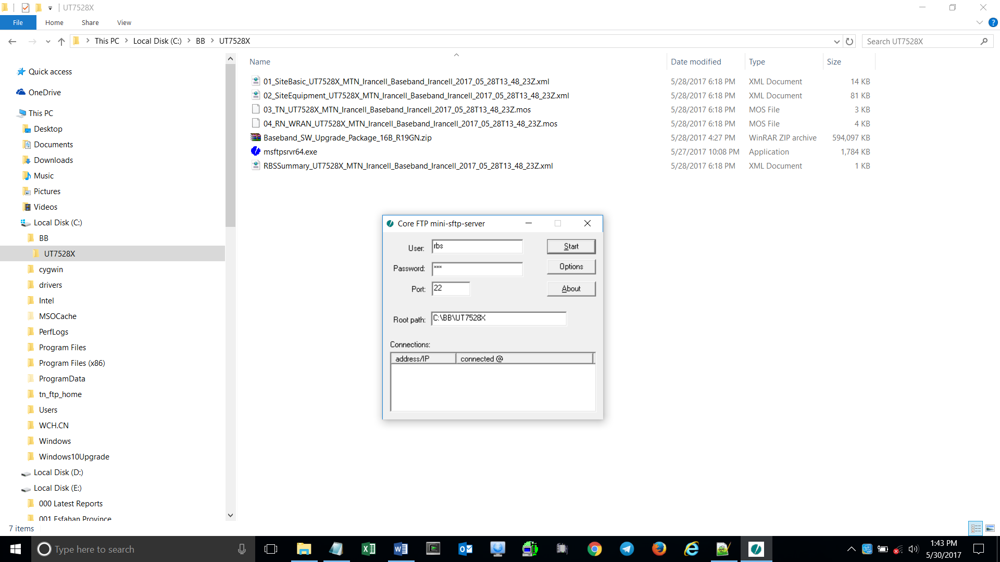 UT7528X
File Home Share View
This PC Local Disk (C:) BB UT7528X
Search UT7528X
Name Date modified Type Size
01_SiteBasic_UT7528X_MTN_Irancell_Baseband_Irancell_2017_05_28T13_48_23Z.xml 5/28/2017 6:18 PM XML Document 14 KB
02_SiteEquipment_UT7528X_MTN_Irancell_Baseband_Irancell_2017_05_28T13_48_23Z.xml 5/28/2017 6:18 PM XML Document 81 KB
03_TN_UT7528X_MTN_Irancell_Baseband_Irancell_2017_05_28T13_48_23Z.mos 5/28/2017 6:18 PM MOS File 3 KB
04_RN_WRAN_UT7528X_MTN_Irancell_Baseband_Irancell_2017_05_28T13_48_23Z.mos 5/28/2017 6:18 PM MOS File 4 KB
Baseband_SW_Upgrade_Package_16B_R19GN.zip 5/28/2017 4:27 PM WinRAR ZIP archive 594,097 KB
msftpsrvr64.exe 5/27/2017 10:08 PM Application 1,784 KB
RBSSummary_UT7528X_MTN_Irancell_Baseband_Irancell_2017_05_28T13_48_23Z.xml 5/28/2017 6:18 PM XML Document 1 KB
Quick access
OneDrive
This PC
Desktop
Documents
Downloads
Music
Pictures
Videos
Local Disk (C:)
BB
UT7528X
cygwin
drivers
Intel
MSOCache
PerfLogs
Program Files
Program Files (x86)
ProgramData
tn_ftp_home
Users
WCH.CN
Windows
Windows10Upgrade
Local Disk (D:)
Local Disk (E:)
000 Latest Reports
001 Esfahan Province
Core FTP mini-sftp-server
User: rbs Start
Password: *** Options
Port: 22 About
Root path: C:\BB\UT7528X
Connections:
address/IP connected @
7 items
Type here to search
1:43 PM
5/30/2017